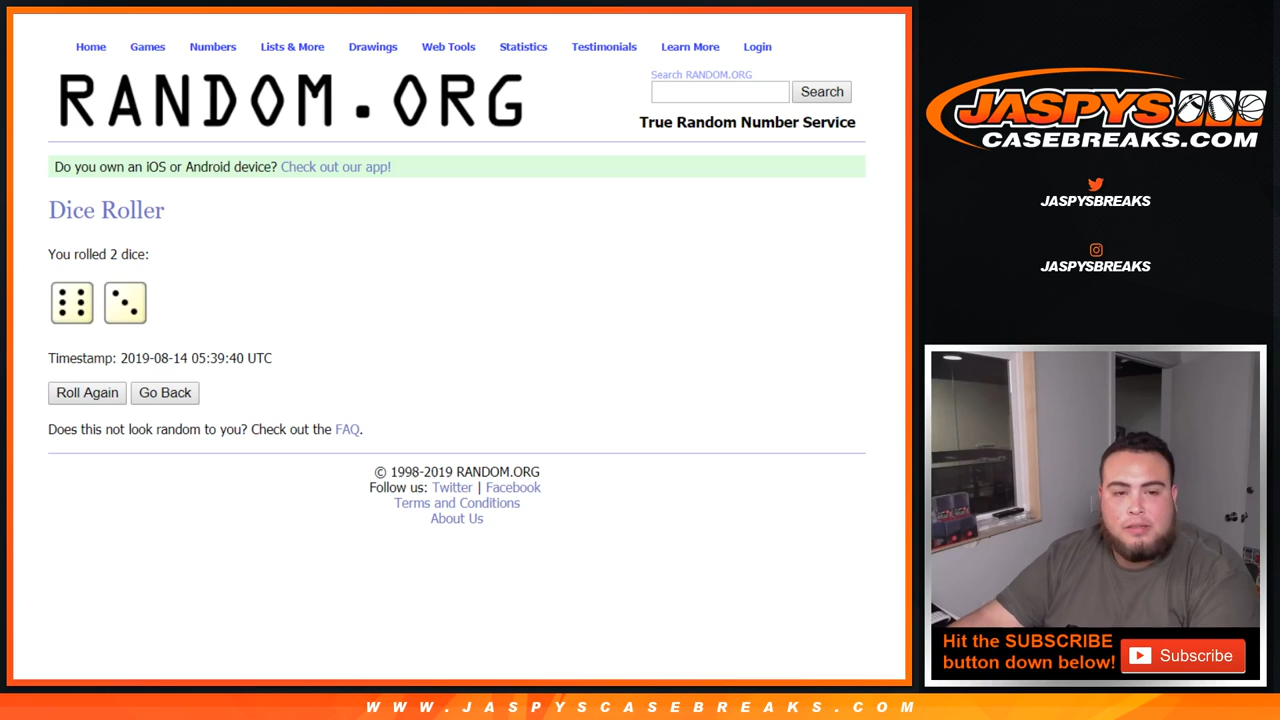 Home Games Numbers Lists & More Drawings Web Tools Statistics Testimonials Learn More Login
RANDOM.ORG
Search RANDOM.ORG
Search
True Random Number Service
Do you own an iOS or Android device? Check out our app!
Dice Roller
You rolled 2 dice:
Timestamp: 2019-08-14 05:39:40 UTC
Roll Again Go Back
Does this not look random to you? Check out the FAQ.
© 1998-2019 RANDOM.ORG
Follow us: Twitter | Facebook
Terms and Conditions
About Us
JASPYS
CASEBREAKS.COM
JASPYSBREAKS
JASPYSBREAKS
Hit the SUBSCRIBE
button down below!
Subscribe
WWW.JASPYSCASEBREAKS.COM